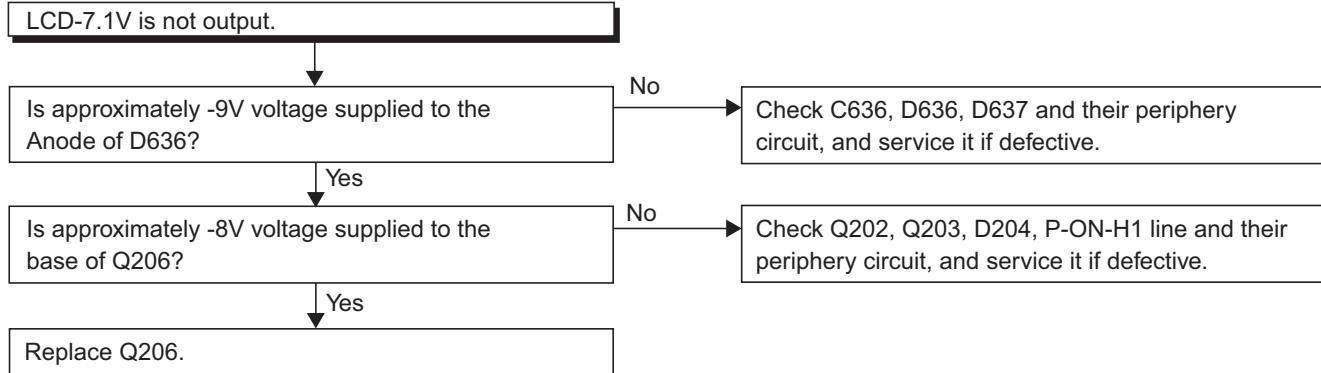 LCD-7.1V is not output.
Is approximately -9V voltage supplied to the
Anode of D636?
No
Check C636, D636, D637 and their periphery
circuit, and service it if defective.
Yes
Is approximately -8V voltage supplied to the
base of Q206?
No
Check Q202, Q203, D204, P-ON-H1 line and their
periphery circuit, and service it if defective.
Yes
Replace Q206.